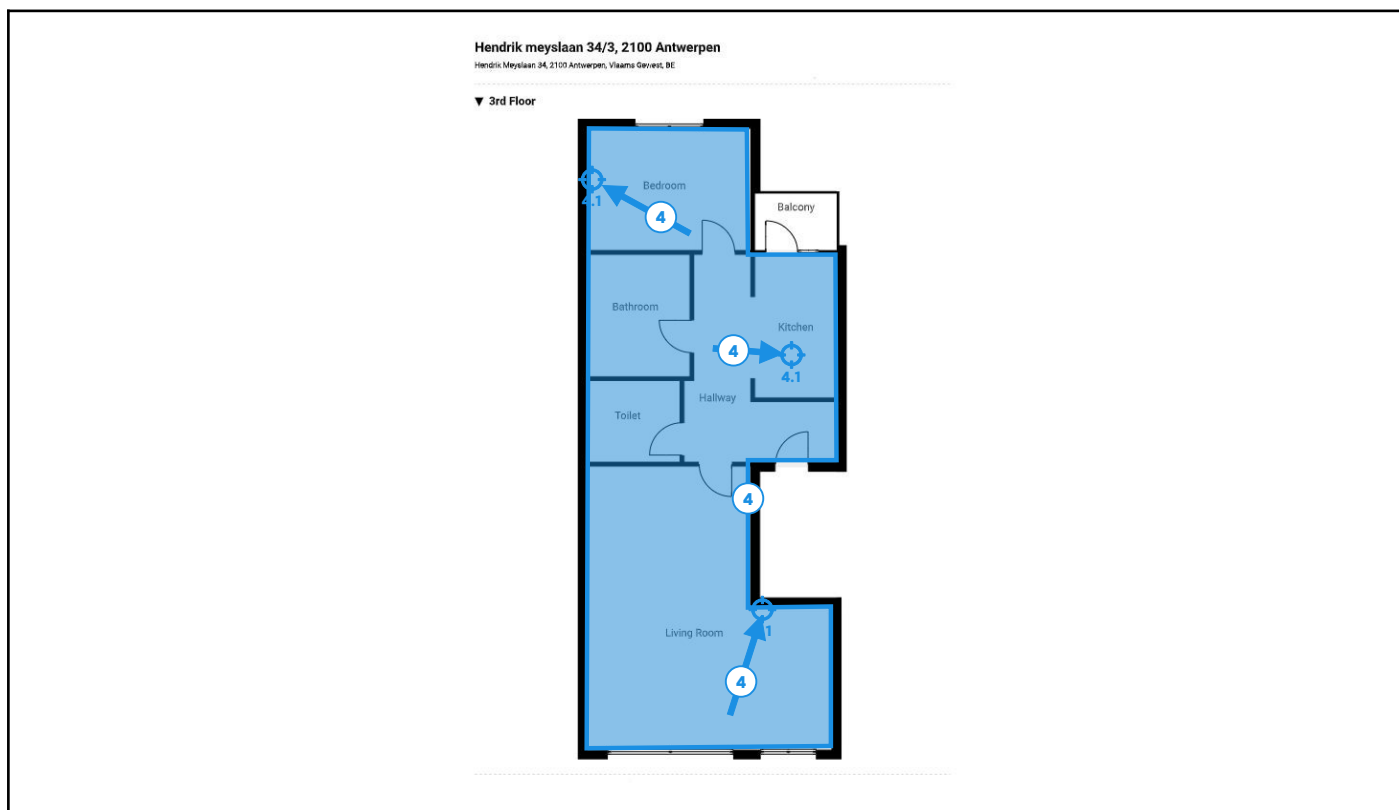 Hendrik meyslaan 34/3, 2100 Antwerpen
Hendrik Meyslaan 34, 2100 Antwerpen, Vlaams Gewest, BE
▼ 3rd Floor
Bedroom
4.1
4
Balcony
Bathroom
Kitchen
4
4.1
Hallway
Toilet
4
Living Room
1
4